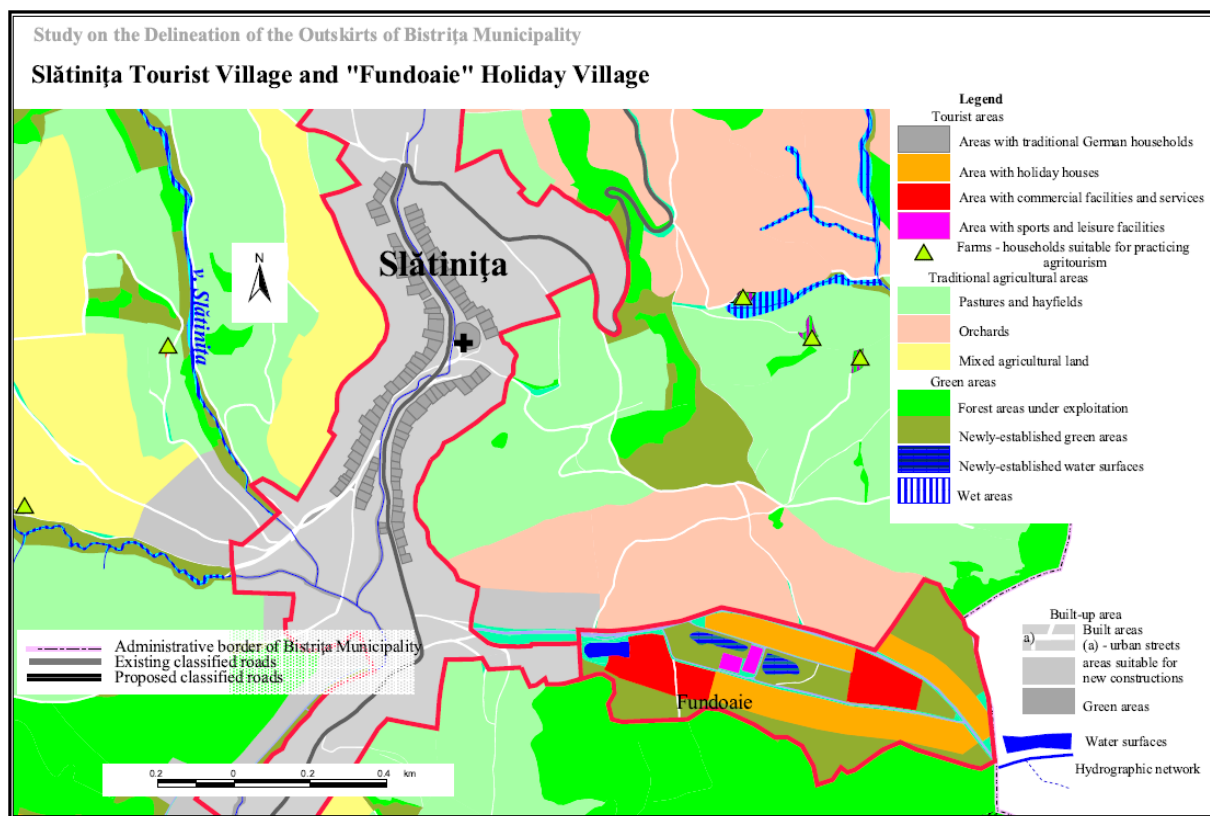 Study on the Delineation of the Outskirts of Bistriţa Municipality
Slătiniţa Tourist Village and "Fundoaie" Holiday Village
Legend
Tourist areas
Areas with traditional German households
Area with holiday houses
Area with commercial facilities and services
Area with sports and leisure facilities
Farms - households suitable for practicing
agritourism
Traditional agricultural areas
Pastures and hayfields
Orchards
Mixed agricultural land
Green areas
Forest areas under exploitation
Newly-established green areas
Newly-established water surfaces
Wet areas
N
Slătiniţa
v. Slătiniţa
Fundoaie
Built-up area
a)
Built areas
(a) - urban streets
areas suitable for
new constructions
Green areas
Water surfaces
Hydrographic network
Administrative border of Bistriţa Municipality
Existing classified roads
Proposed classified roads
0.2 0 0.2 0.4 km